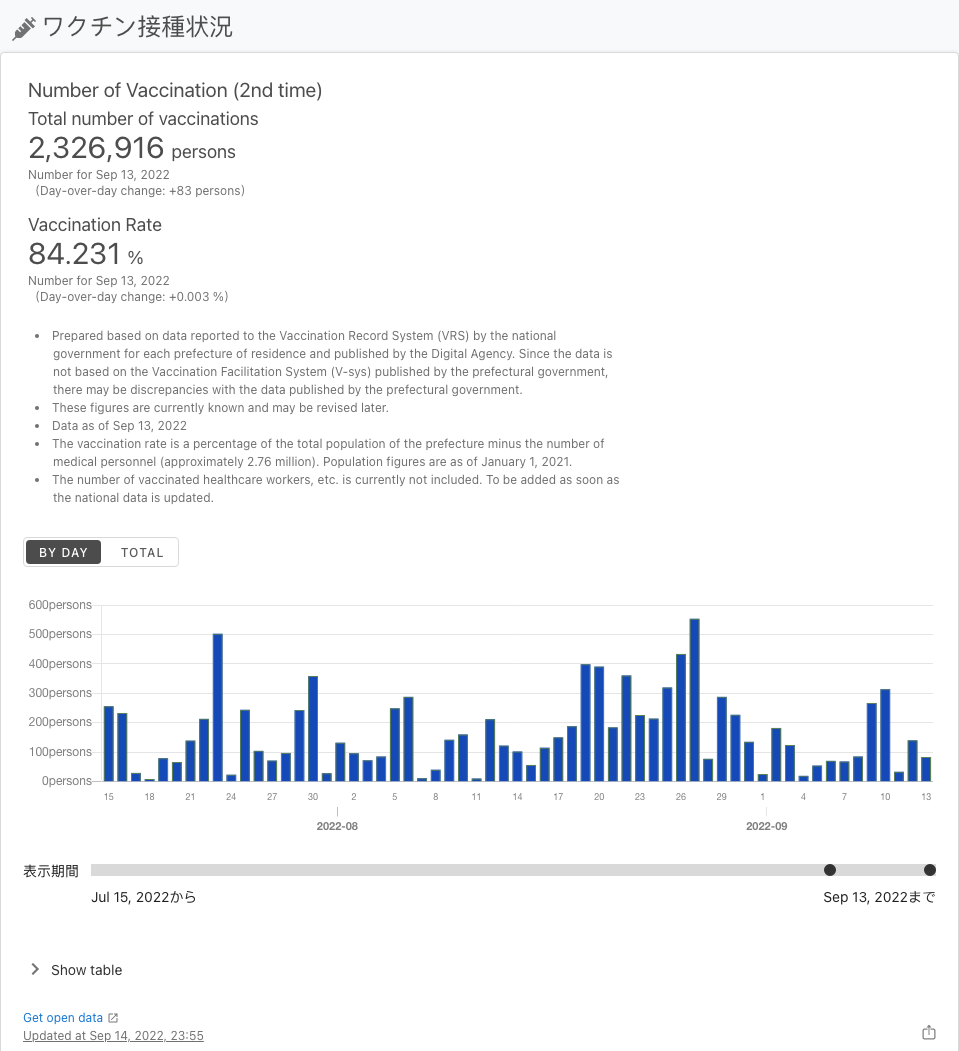 ワクチン接種状況
Number of Vaccination (2nd time)
Total number of vaccinations
2,326,916 persons
Number for Sep 13, 2022
(Day-over-day change: +83 persons)
Vaccination Rate
84.231 %
Number for Sep 13, 2022
(Day-over-day change: +0.003 %)
• Prepared based on data reported to the Vaccination Record System (VRS) by the national
government for each prefecture of residence and published by the Digital Agency. Since the data is
not based on the Vaccination Facilitation System (V-sys) published by the prefectural government,
there may be discrepancies with the data published by the prefectural government.
• These figures are currently known and may be revised later.
• Data as of Sep 13, 2022
• The vaccination rate is a percentage of the total population of the prefecture minus the number of
medical personnel (approximately 2.76 million). Population figures are as of January 1, 2021.
• The number of vaccinated healthcare workers, etc. is currently not included. To be added as soon as
the national data is updated.
BY DAY TOTAL
600persons
500persons
400persons
300persons
200persons
100persons
0persons
15 18 21 24 27 30 2 5 8 11 14 17 20 23 26 29 1 4 7 10 13
2022-08 2022-09
表示期間
Jul 15, 2022から Sep 13, 2022まで
Show table
Get open data
Updated at Sep 14, 2022, 23:55